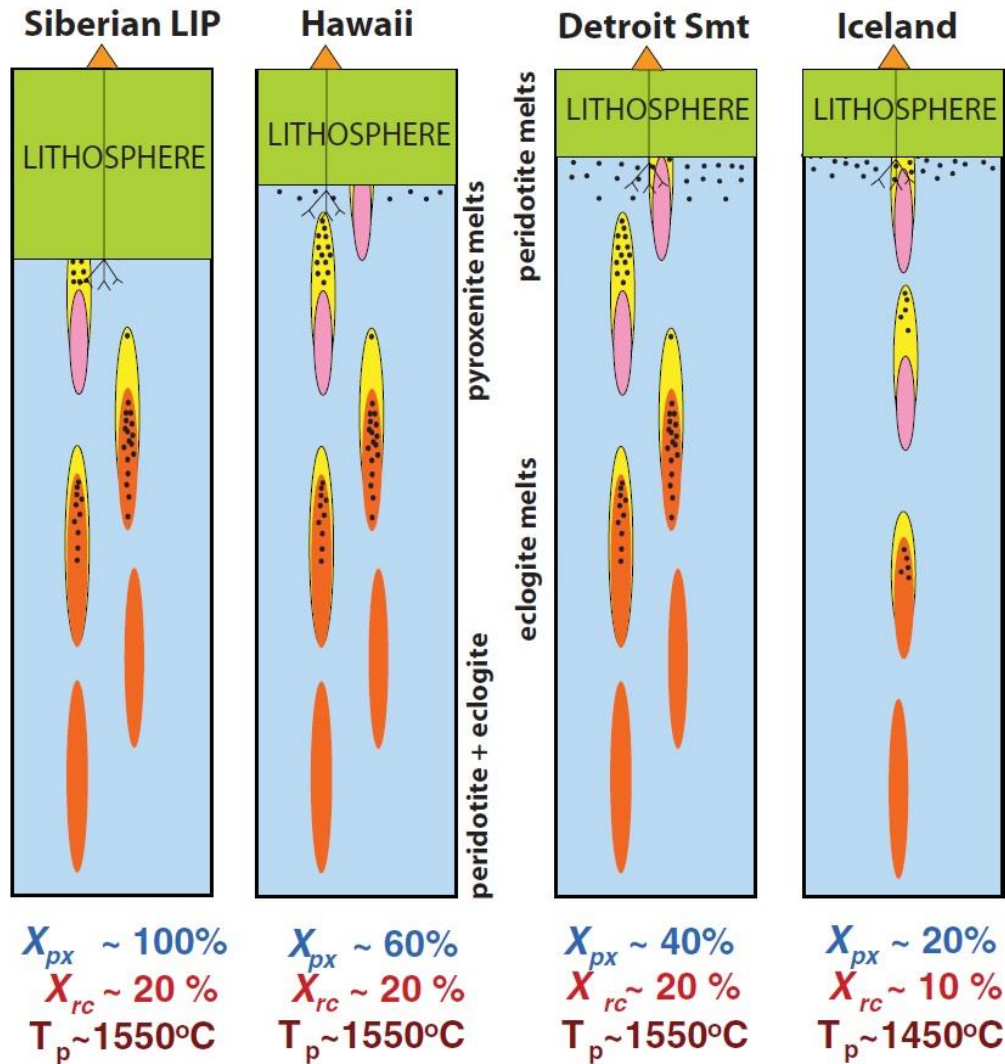 Siberian LIP
Hawaii
Detroit Smt
Iceland
LITHOSPHERE
LITHOSPHERE
LITHOSPHERE
LITHOSPHERE
pyroxenite melts
peridotite + eclogite
peridotite melts
eclogite melts
Xpx ~ 100%
Xrc ~ 20 %
Tp~1550°C
Xpx ~ 60%
Xrc ~ 20 %
Tp~1550°C
Xpx ~ 40%
Xrc ~ 20 %
Tp~1550°C
Xpx ~ 20%
Xrc ~ 10 %
Tp~1450°C